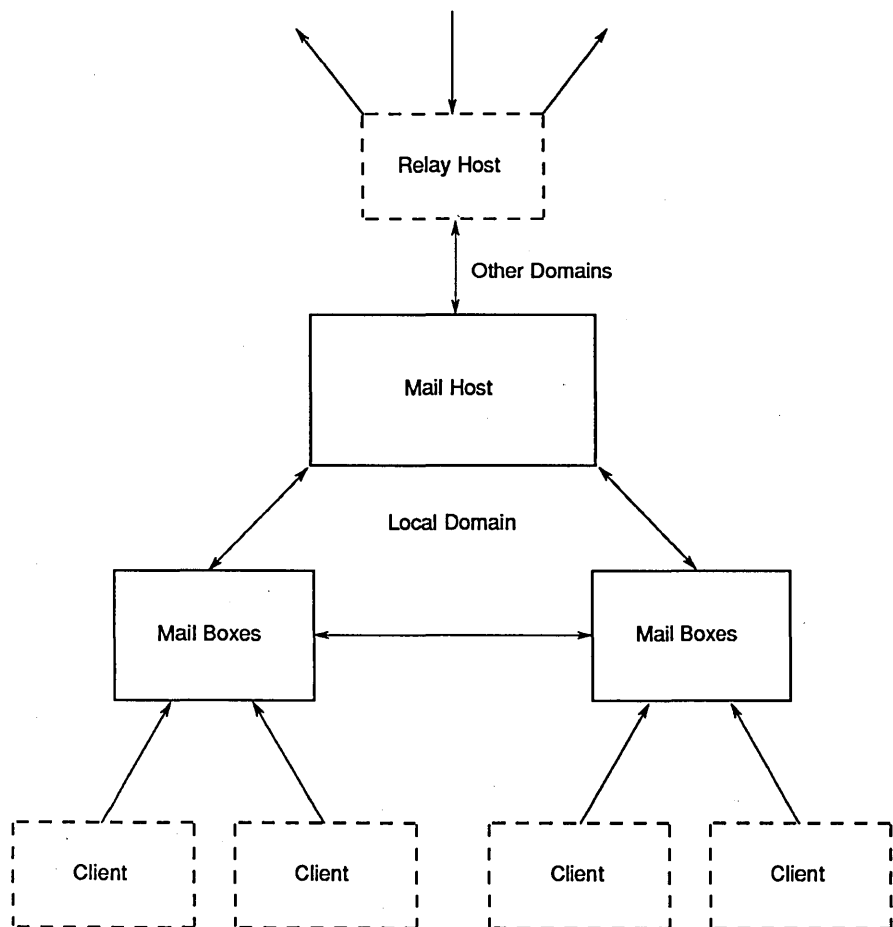 Relay Host
Other Domains
Mail Host
Local Domain
Mail Boxes
Mail Boxes
Client
Client
Client
Client